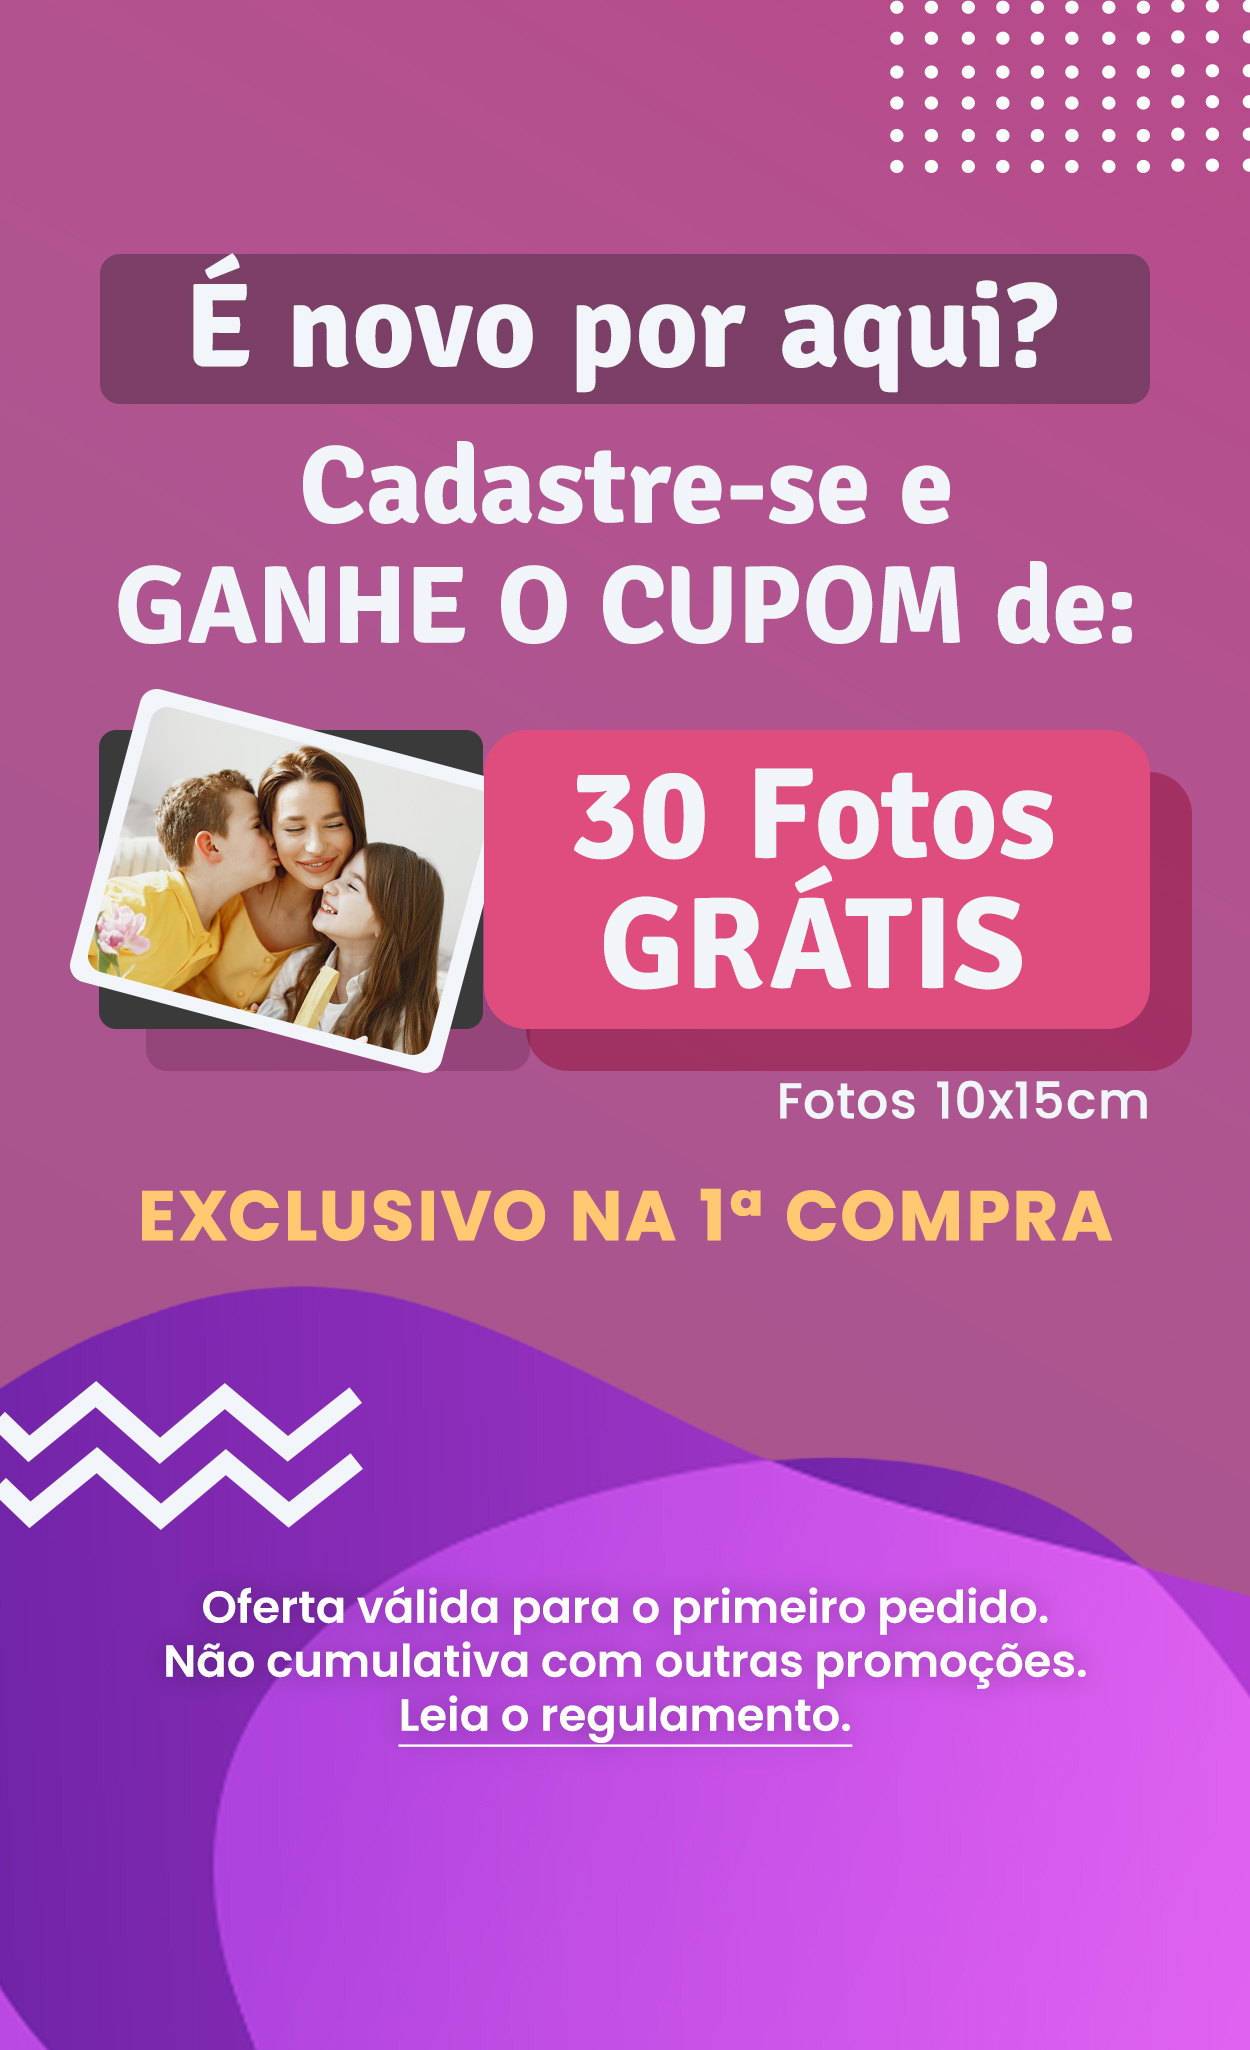 É novo por aqui?
Cadastre-se e
GANHE O CUPOM de:
30 Fotos
GRÁTIS
Fotos 10x15cm
EXCLUSIVO NA 1ª COMPRA
Oferta válida para o primeiro pedido.
Não cumulativa com outras promoções.
Leia o regulamento.